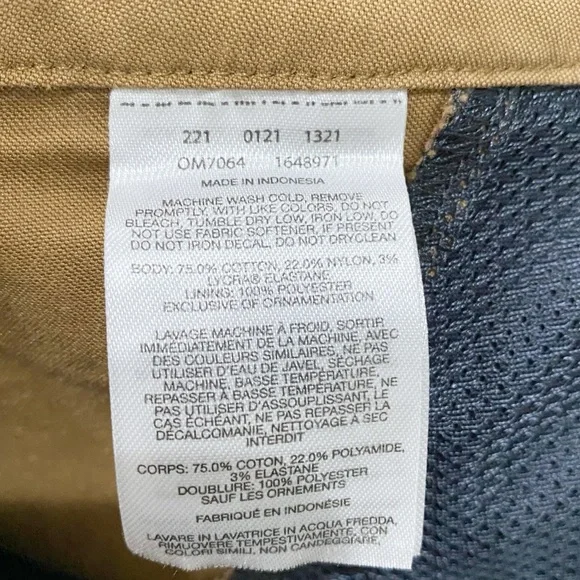 221 0121 1321
OM7064 1648971
MADE IN INDONESIA
MACHINE WASH COLD, REMOVE
PROMPTLY, WITH LIKE COLORS, DO NOT
BLEACH, TUMBLE DRY LOW, IRON LOW, DO
NOT USE FABRIC SOFTENER, IF PRESENT
DO NOT IRON DECAL, DO NOT DRYCLEAN
BODY: 75.0% COTTON, 22.0% NYLON, 3%
LYCRA® ELASTANE
LINING: 100% POLYESTER
EXCLUSIVE OF ORNAMENTATION
LAVAGE MACHINE À FROID, SORTIR
IMMÉDIATEMENT DE LA MACHINE, AVEC
DES COULEURS SIMILAIRES, NE PAS
UTILISER D'EAU DE JAVEL, SÉCHAGE
MACHINE, BASSE TEMPÉRATURE,
REPASSER À BASSE TEMPÉRATURE, NE
PAS UTILISER D'ASSOUPLISSANT, LE
CAS ÉCHÉANT, NE PAS REPASSER LA
DÉCALCOMANIE, NETTOYAGE À SEC
INTERDIT
CORPS: 75.0% COTON, 22.0% POLYAMIDE,
3% ELASTANE
DOUBLURE: 100% POLYESTER
SAUF LES ORNEMENTS
FABRIQUÉ EN INDONÉSIE
LAVARE IN LAVATRICE IN ACQUA FREDDA,
RIMUOVERE TEMPESTIVAMENTE, CON
COLORI SIMILI, NON CANDEGGIARE,